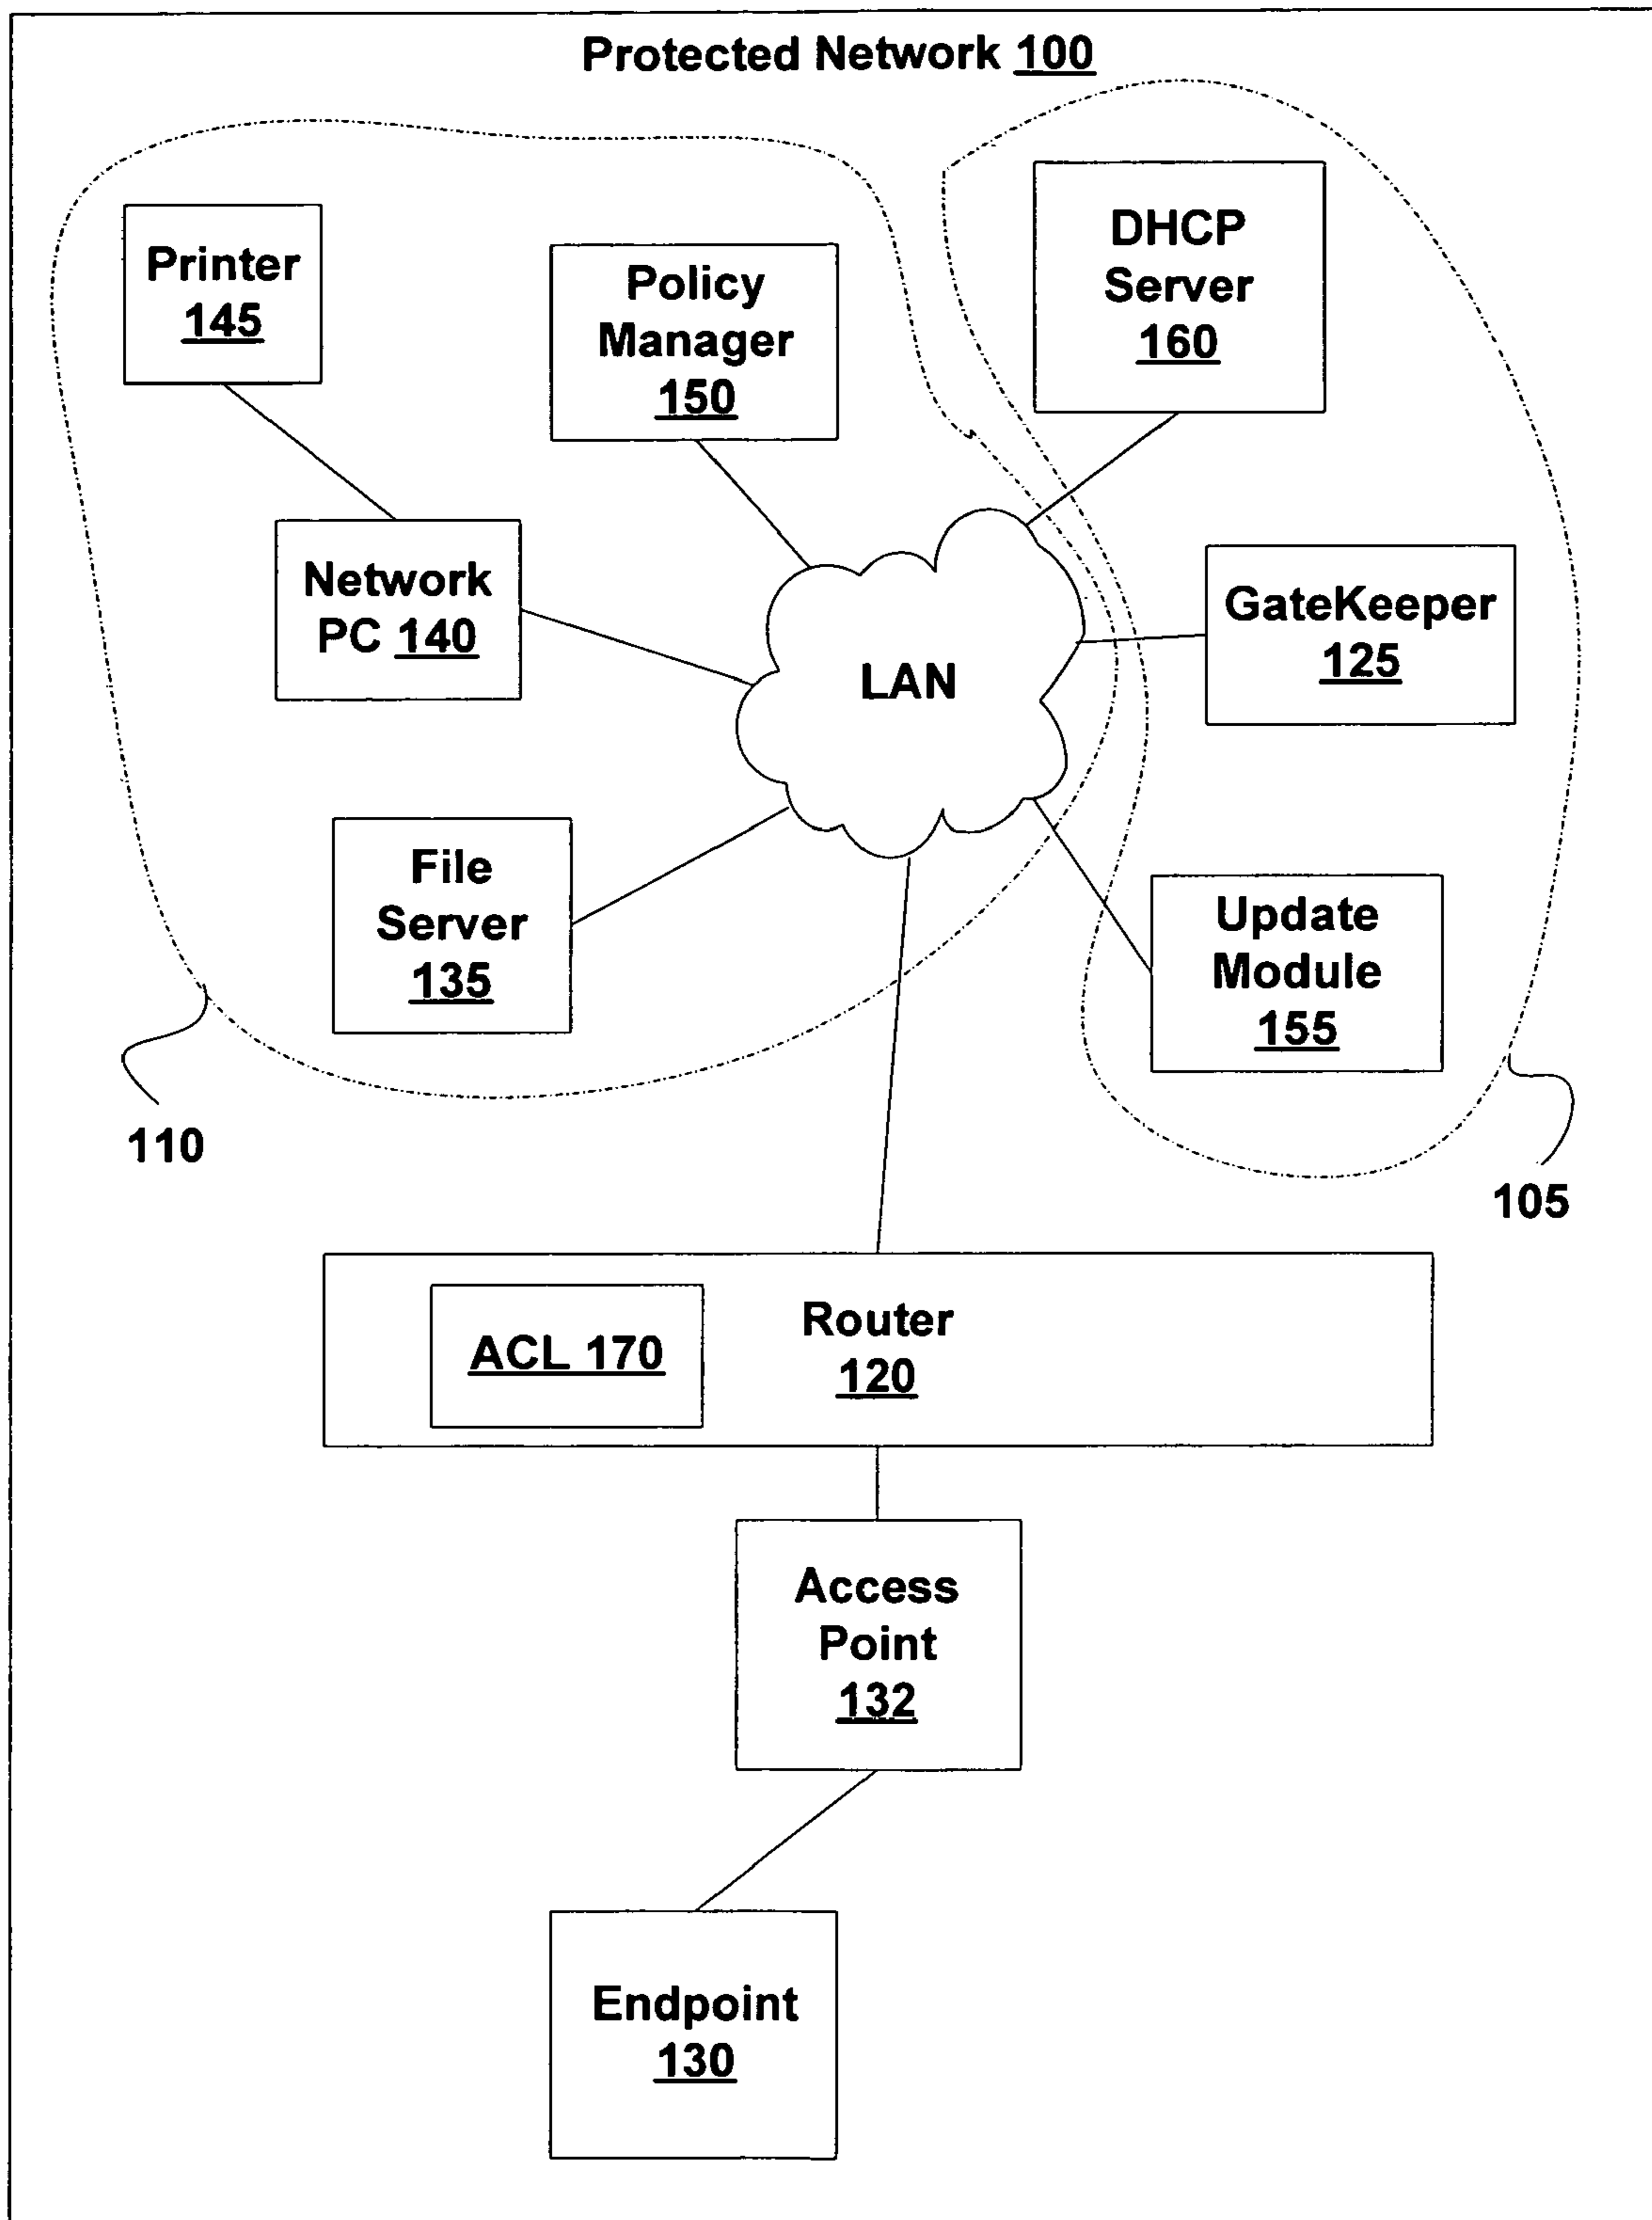 Protected Network 100
Printer
145
Policy
Manager
150
DHCP
Server
160
Network
PC 140
LAN
GateKeeper
125
File
Server
135
Update
Module
155
110
105
ACL 170
Router
120
Access
Point
132
Endpoint
130